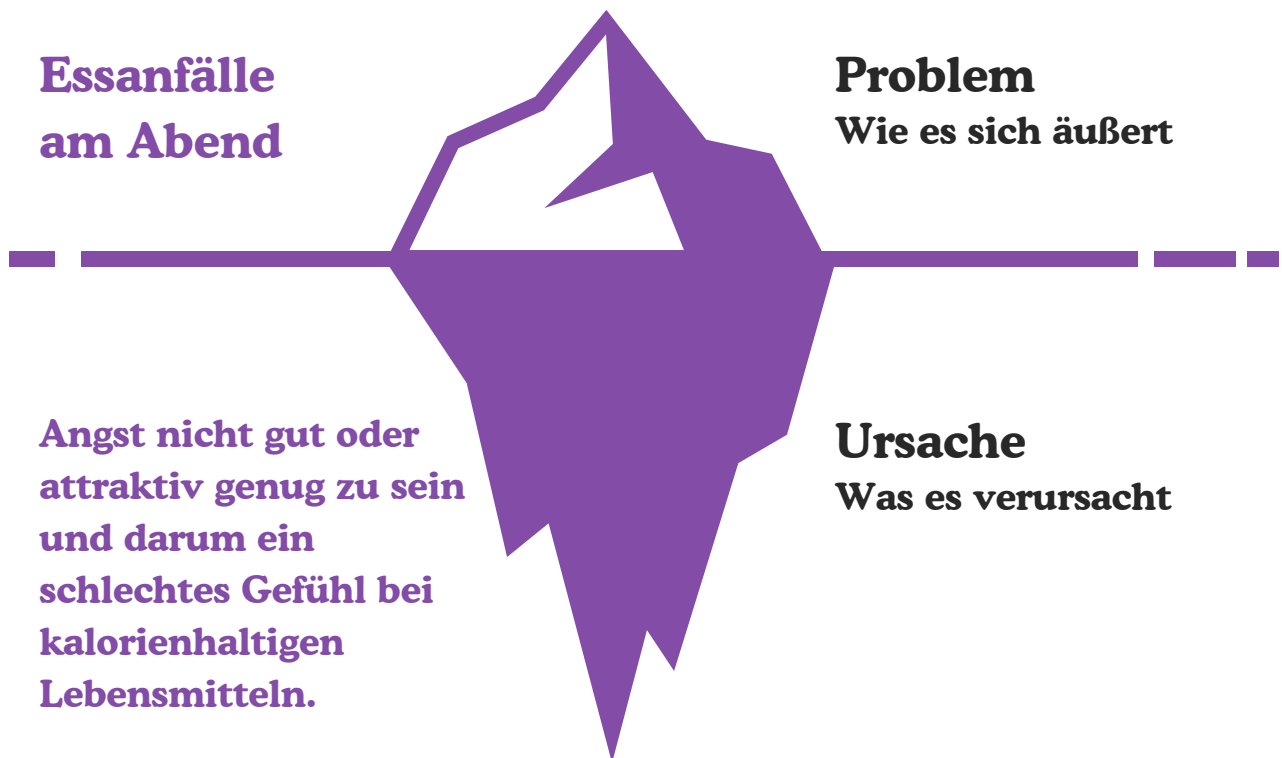 Essanfälle
am Abend
Problem
Wie es sich äußert
Angst nicht gut oder
attraktiv genug zu sein
und darum ein
schlechtes Gefühl bei
kalorienhaltigen
Lebensmitteln.
Ursache
Was es verursacht